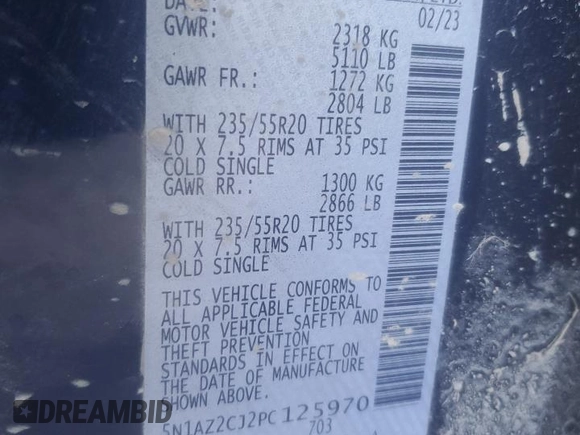 DATE:
02/23
GVWR: 2318 KG
5110 LB
GAWR FR.: 1272 KG
2804 LB
WITH 235/55R20 TIRES
20 X 7.5 RIMS AT 35 PSI
COLD SINGLE
GAWR RR.: 1300 KG
2866 LB
WITH 235/55R20 TIRES
20 X 7.5 RIMS AT 35 PSI
COLD SINGLE
THIS VEHICLE CONFORMS TO
ALL APPLICABLE FEDERAL
MOTOR VEHICLE SAFETY AND
THEFT PREVENTION
STANDARDS IN EFFECT ON
THE DATE OF MANUFACTURE
SHOWN ABOVE.
5N1AZ2CJ2PC125970
703
© DREAMBID